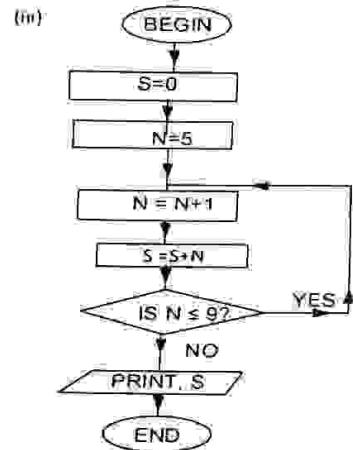 (iii)
BEGIN
S=0
N=5
N = N+1
S =S+N
IS N ≤ 9?
YES
NO
PRINT, S
END